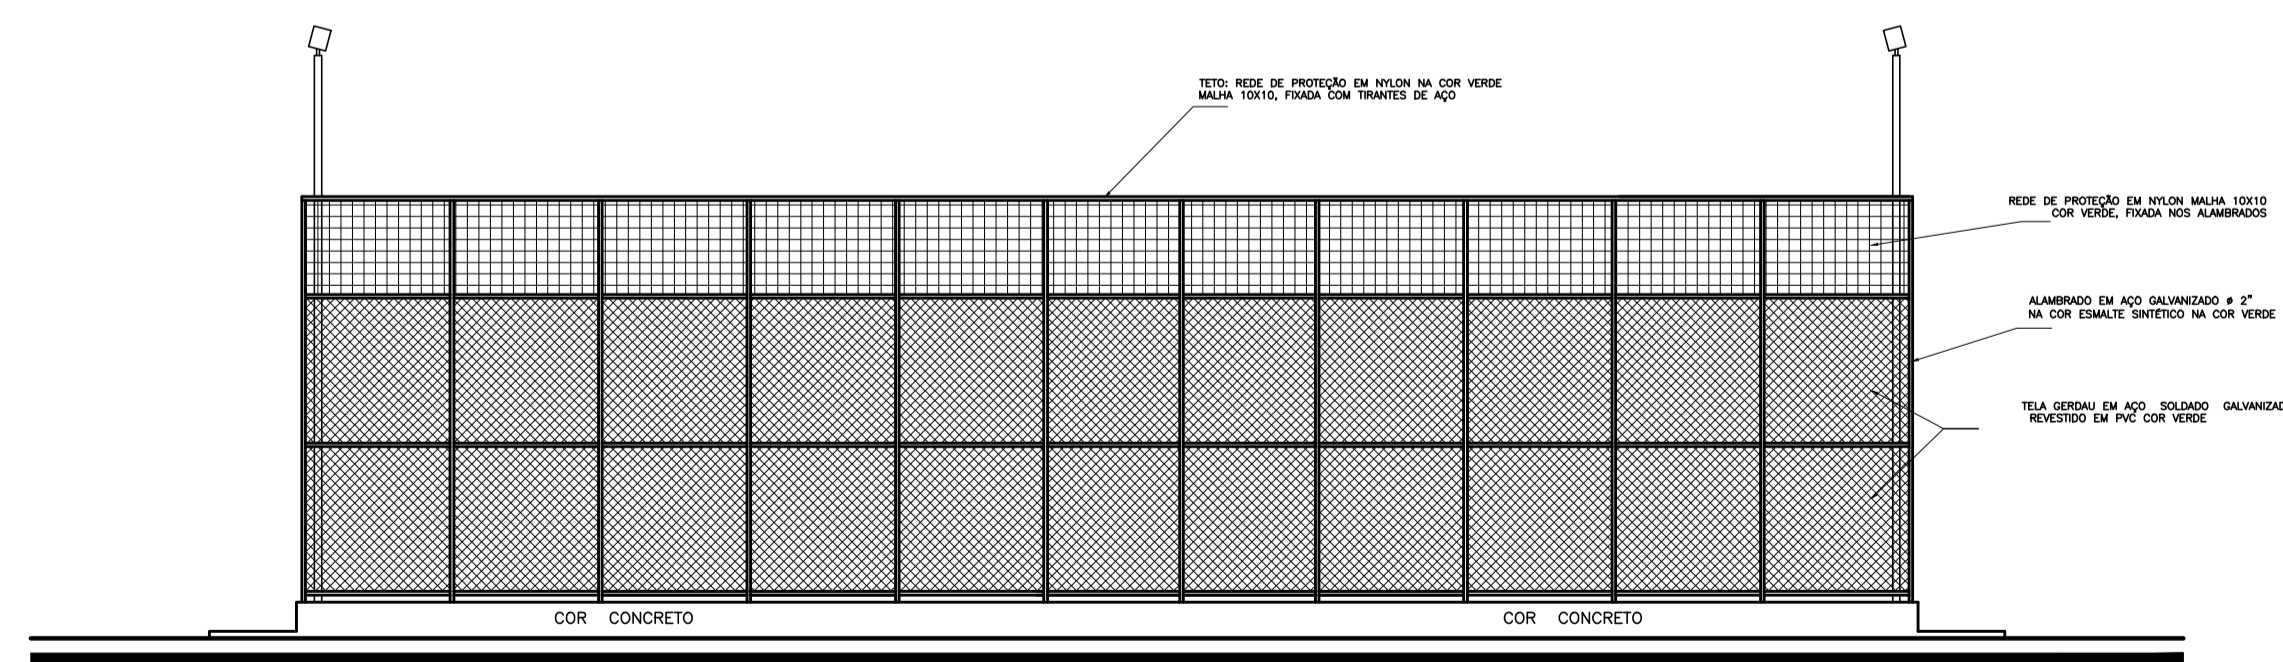 TETO: REDE DE PROTEÇÃO EM NYLON NA COR VERDE
MALHA 10X10, FIXADA COM TIRANTES DE AÇO
REDE DE PROTEÇÃO EM NYLON MALHA 10X10
COR VERDE, FIXADA NOS ALAMBRADOS
ALAMBRADO EM AÇO GALVANIZADO ø 2"
NA COR ESMALTE SINTÉTICO NA COR VERDE
TELA GERDAU EM AÇO SOLDADO
REVESTIDO EM PVC COR VERDE
COR CONCRETO
COR CONCRETO